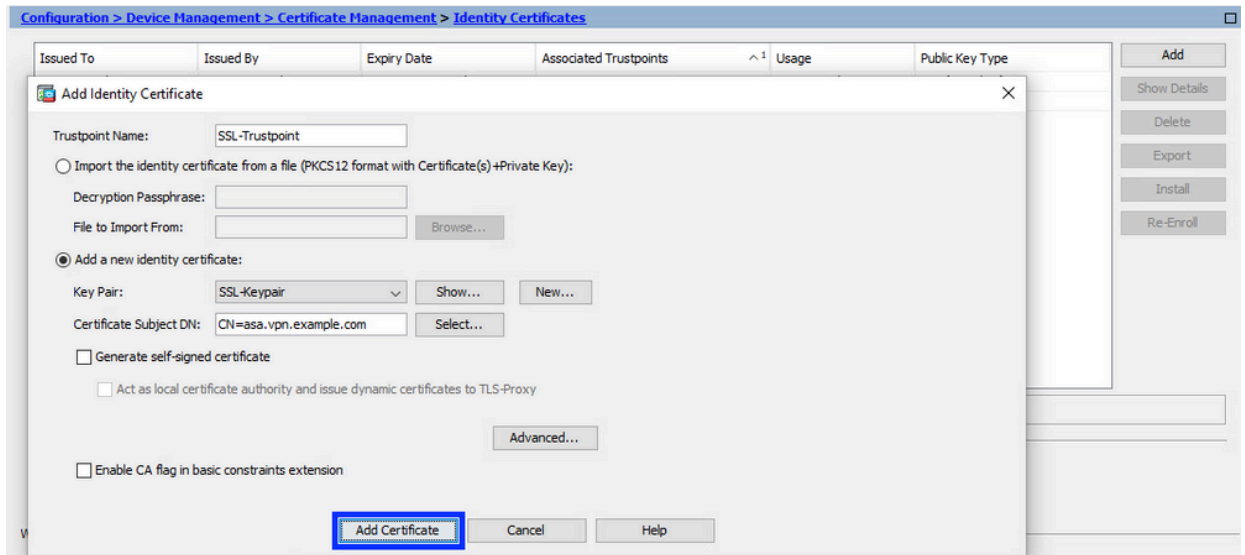 Configuration > Device Management > Certificate Management > Identity Certificates
Issued To Issued By Expiry Date Associated Trustpoints 1 Usage Public Key Type
Add
Show Details
Delete
Export
Install
Re-Enroll
Add Identity Certificate
Trustpoint Name: SSL-Trustpoint
Import the identity certificate from a file (PKCS12 format with Certificate(s)+Private Key):
Decryption Passphrase:
File to Import From: Browse...
Add a new identity certificate:
Key Pair: SSL-Keypair Show... New...
Certificate Subject DN: CN=asa.vpn.example.com Select...
Generate self-signed certificate
Act as local certificate authority and issue dynamic certificates to TLS-Proxy
Advanced...
Enable CA flag in basic constraints extension
Add Certificate Cancel Help